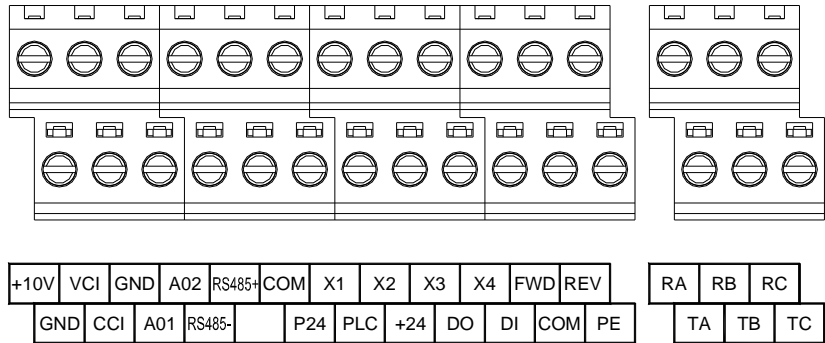 +10V VCI GND A02 RS485+ COM X1 X2 X3 X4 FWD REV RA RB RC
GND CCI A01 RS485- P24 PLC +24 DO DI COM PE TA TB TC